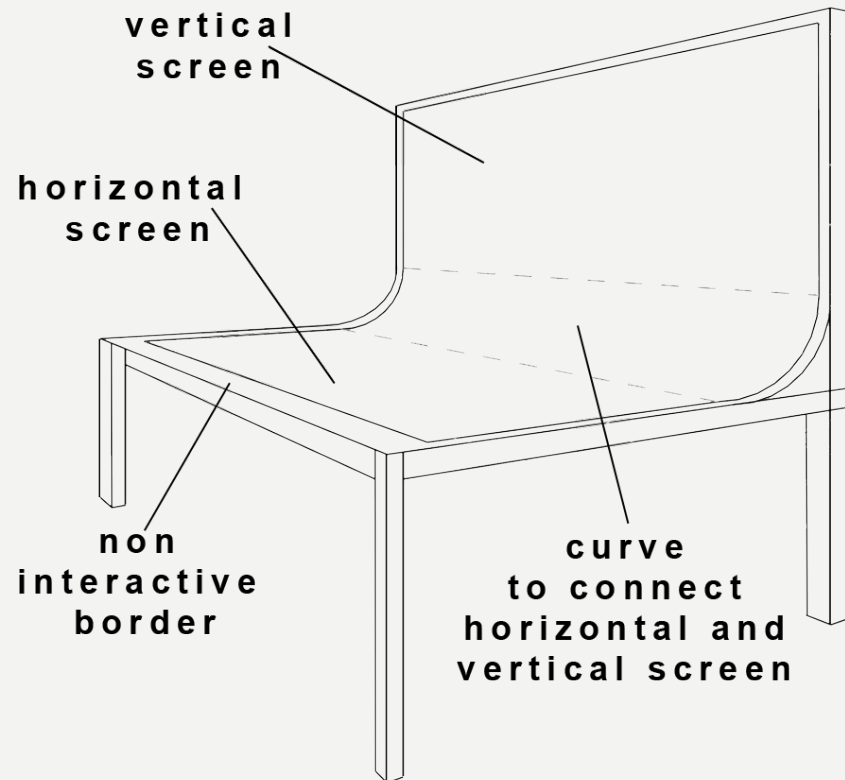 vertical
screen
horizontal
screen
non
interactive
border
curve
to connect
horizontal and
vertical screen